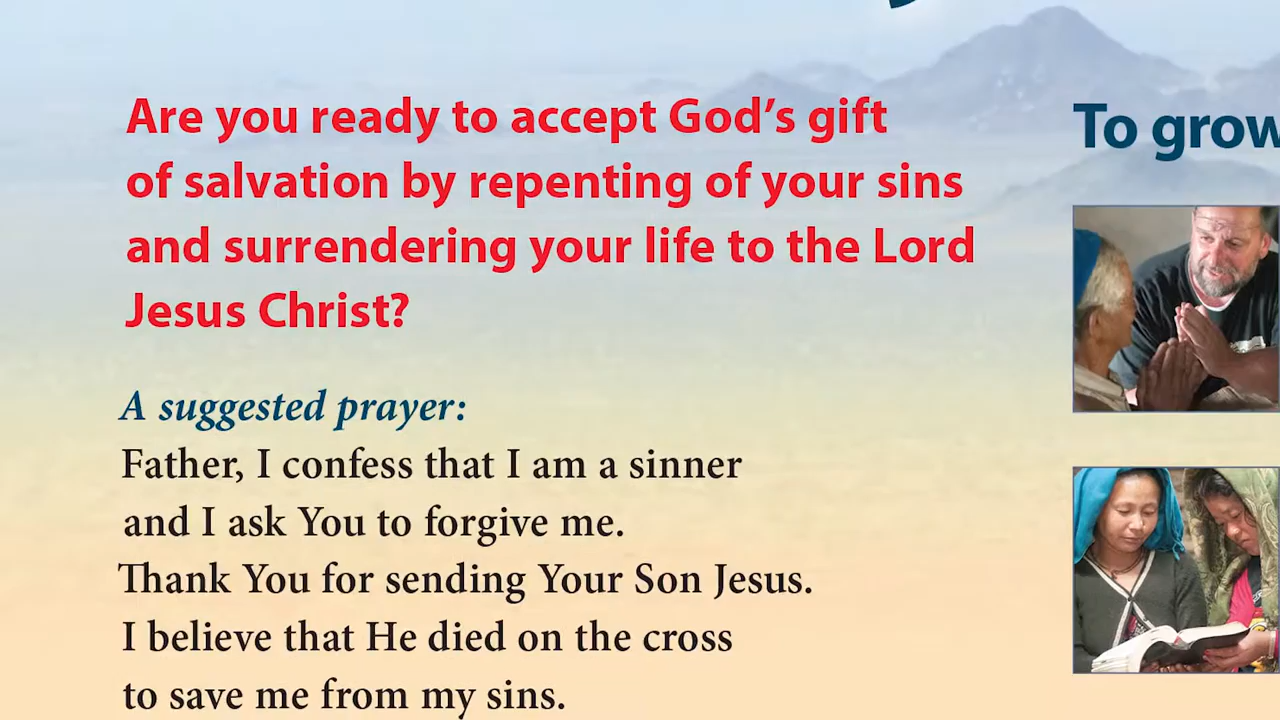 Are you ready to accept God’s gift
of salvation by repenting of your sins
and surrendering your life to the Lord
Jesus Christ?
A suggested prayer:
Father, I confess that I am a sinner
and I ask You to forgive me.
Thank You for sending Your Son Jesus.
I believe that He died on the cross
to save me from my sins.
To grow